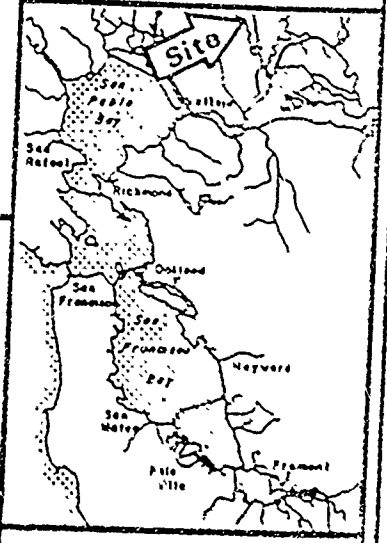 Site
San
Pablo
Bay
Vallejo
San
Rafael
Richmond
Oakland
San
Francisco
San
Francisco
Bay
Hayward
San
Mateo
Palo
Alto
Fremont